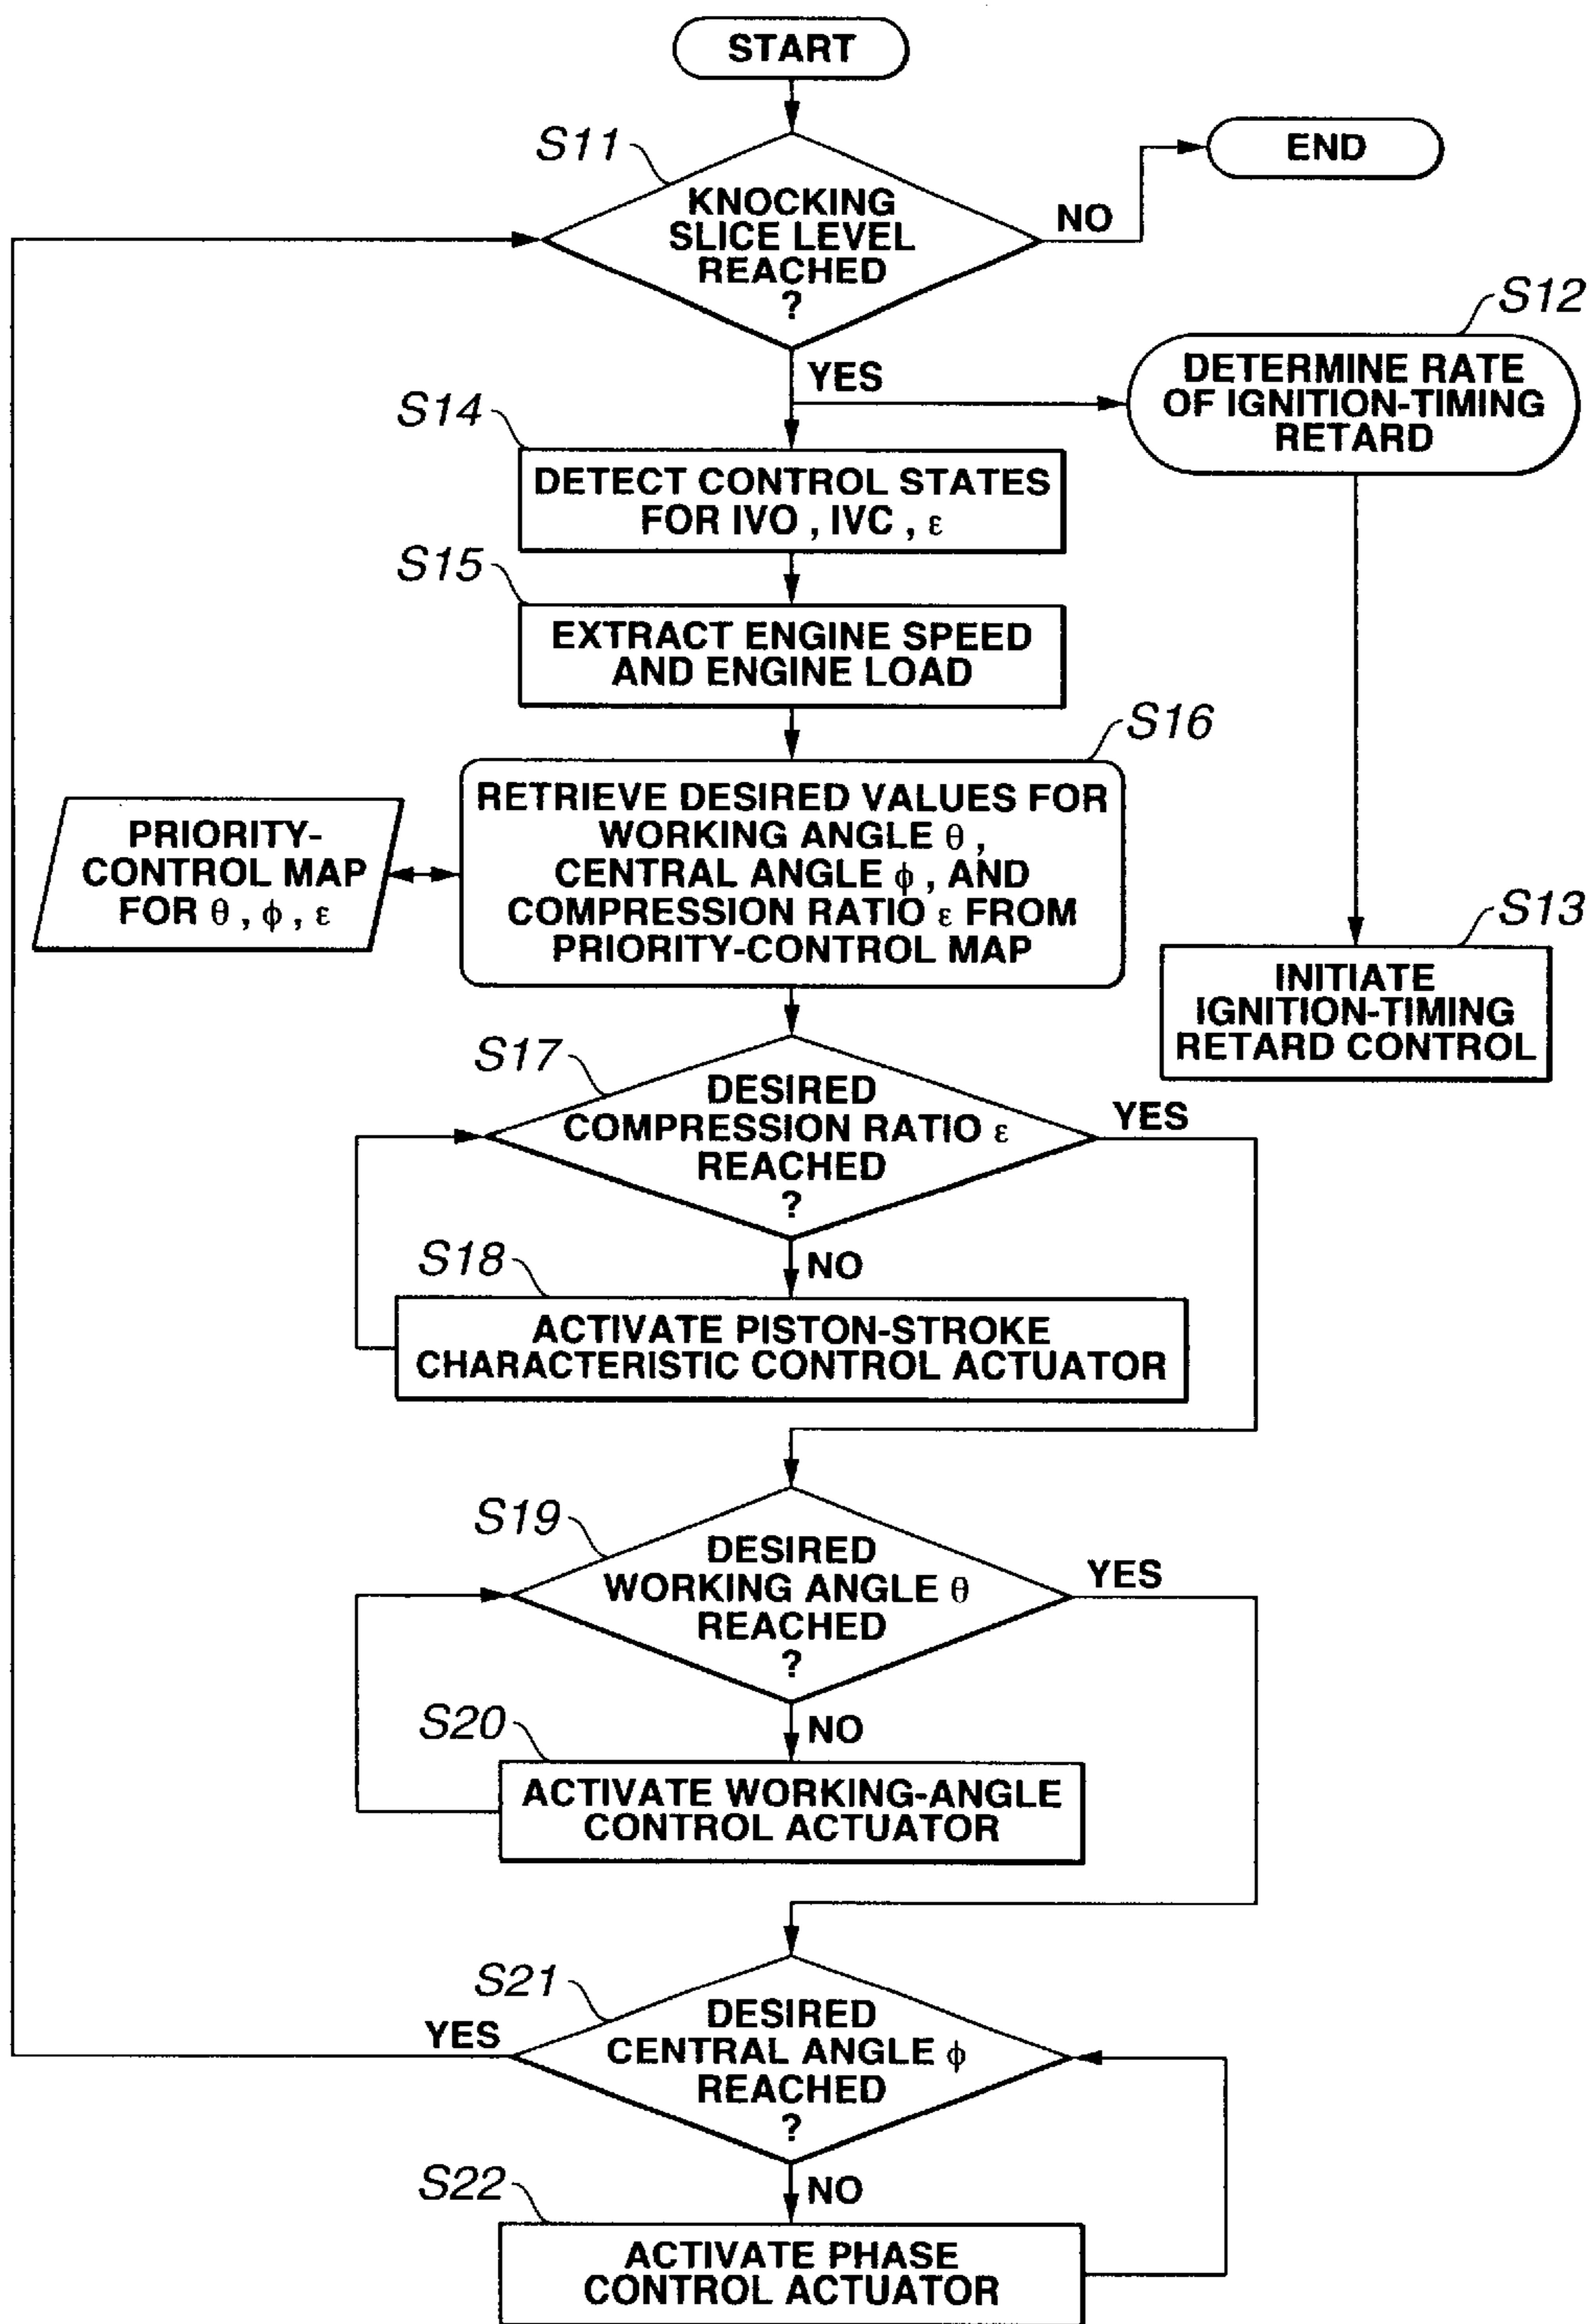 START
S11
KNOCKING
SLICE LEVEL
REACHED
?
NO
END
YES
S12
DETERMINE RATE
OF IGNITION-TIMING
RETARD
S14
DETECT CONTROL STATES
FOR IVO , IVC , ε
S15
EXTRACT ENGINE SPEED
AND ENGINE LOAD
S16
RETRIEVE DESIRED VALUES FOR
WORKING ANGLE θ ,
CENTRAL ANGLE ϕ , AND
COMPRESSION RATIO ε FROM
PRIORITY-CONTROL MAP
PRIORITY-
CONTROL MAP
FOR θ , ϕ , ε
S13
INITIATE
IGNITION-TIMING
RETARD CONTROL
S17
DESIRED
COMPRESSION RATIO ε
REACHED
?
YES
NO
S18
ACTIVATE PISTON-STROKE
CHARACTERISTIC CONTROL ACTUATOR
S19
DESIRED
WORKING ANGLE θ
REACHED
?
YES
NO
S20
ACTIVATE WORKING-ANGLE
CONTROL ACTUATOR
S21
DESIRED
CENTRAL ANGLE ϕ
REACHED
?
YES
NO
S22
ACTIVATE PHASE
CONTROL ACTUATOR